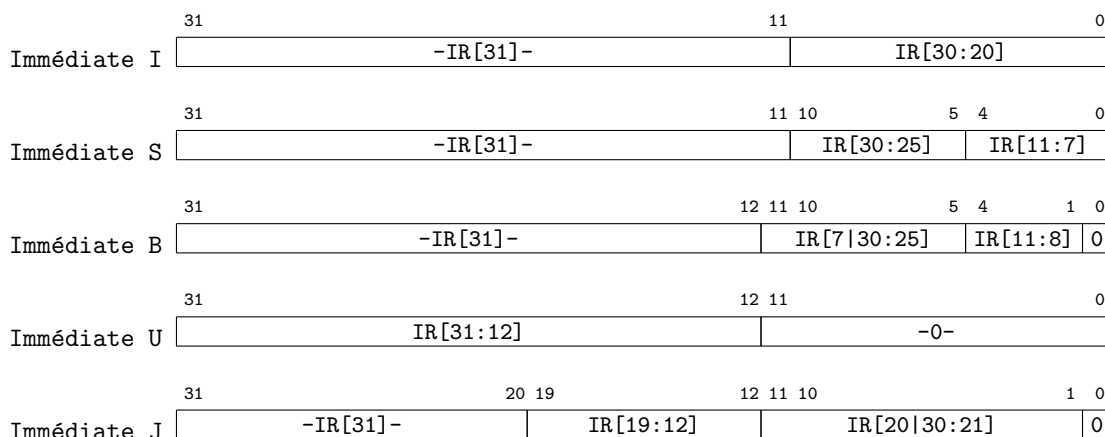 31 11 0
Immédiate I -IR[31]- IR[30:20]
31 11 10 5 4 0
Immédiate S -IR[31]- IR[30:25] IR[11:7]
31 12 11 10 5 4 1 0
Immédiate B -IR[31]- IR[7|30:25] IR[11:8] 0
31 12 11 0
Immédiate U IR[31:12] -0-
31 20 19 12 11 10 1 0
Immédiate J -IR[31]- IR[19:12] IR[20|30:21] 0